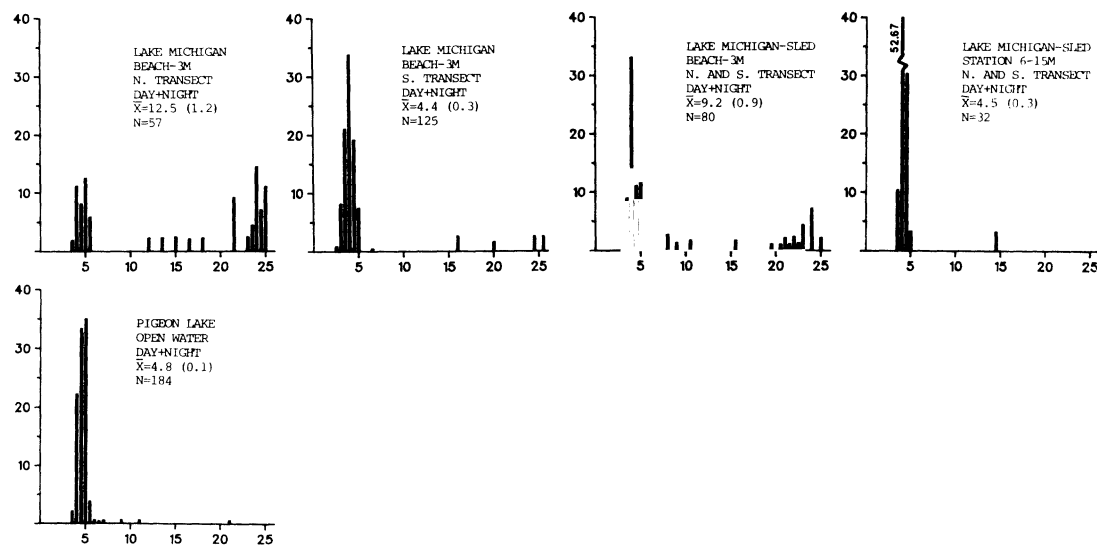 40
30
20
10
5 10 15 20 25
LAKE MICHIGAN
BEACH-3M
N. TRANSECT
DAY+NIGHT
X̅=12.5 (1.2)
N=57
40
30
20
10
5 10 15 20 25
LAKE MICHIGAN
BEACH-3M
S. TRANSECT
DAY+NIGHT
X̅=4.4 (0.3)
N=125
40
30
20
10
5 10 15 20 25
LAKE MICHIGAN-SLED
BEACH-3M
N. AND S. TRANSECT
DAY+NIGHT
X̅=9.2 (0.9)
N=80
40
30
20
10
5 10 15 20 25
52.67
LAKE MICHIGAN-SLED
STATION 6-15M
N. AND S. TRANSECT
DAY+NIGHT
X̅=4.5 (0.3)
N=32
40
30
20
10
5 10 15 20 25
PIGEON LAKE
OPEN WATER
DAY+NIGHT
X̅=4.8 (0.1)
N=184